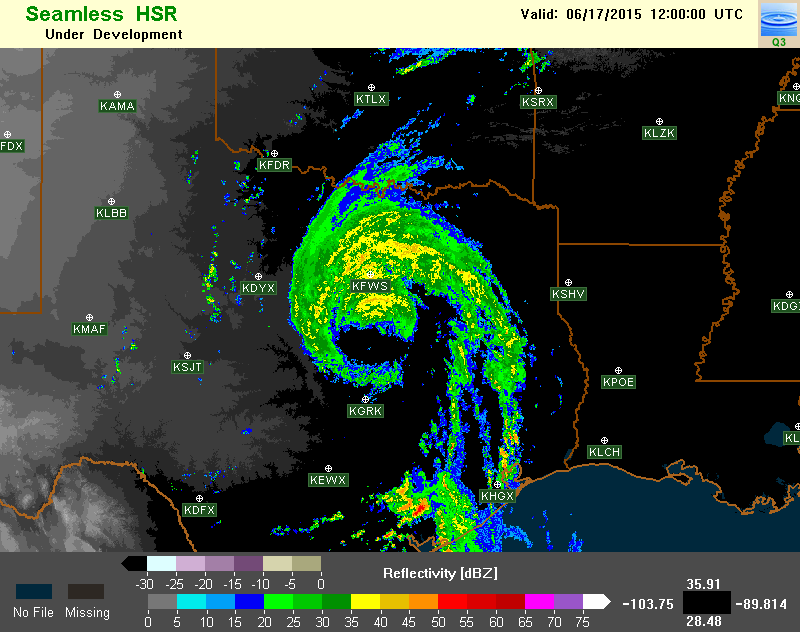 Seamless HSR
Under Development
Valid: 06/17/2015 12:00:00 UTC
Q3
KAMA
KTLX
KSRX
KNQ
KLZK
FDX
KFDR
KLBB
KDYX
KFWS
KSHV
KDG
KMAF
KSJT
KPOE
KGRK
KLCH
KL
KEWX
KHGX
KDFX
-30 -25 -20 -15 -10 -5 0
Reflectivity [dBZ]
No File Missing
0 5 10 15 20 25 30 35 40 45 50 55 60 65 70 75
35.91
-103.75 -89.814
28.48